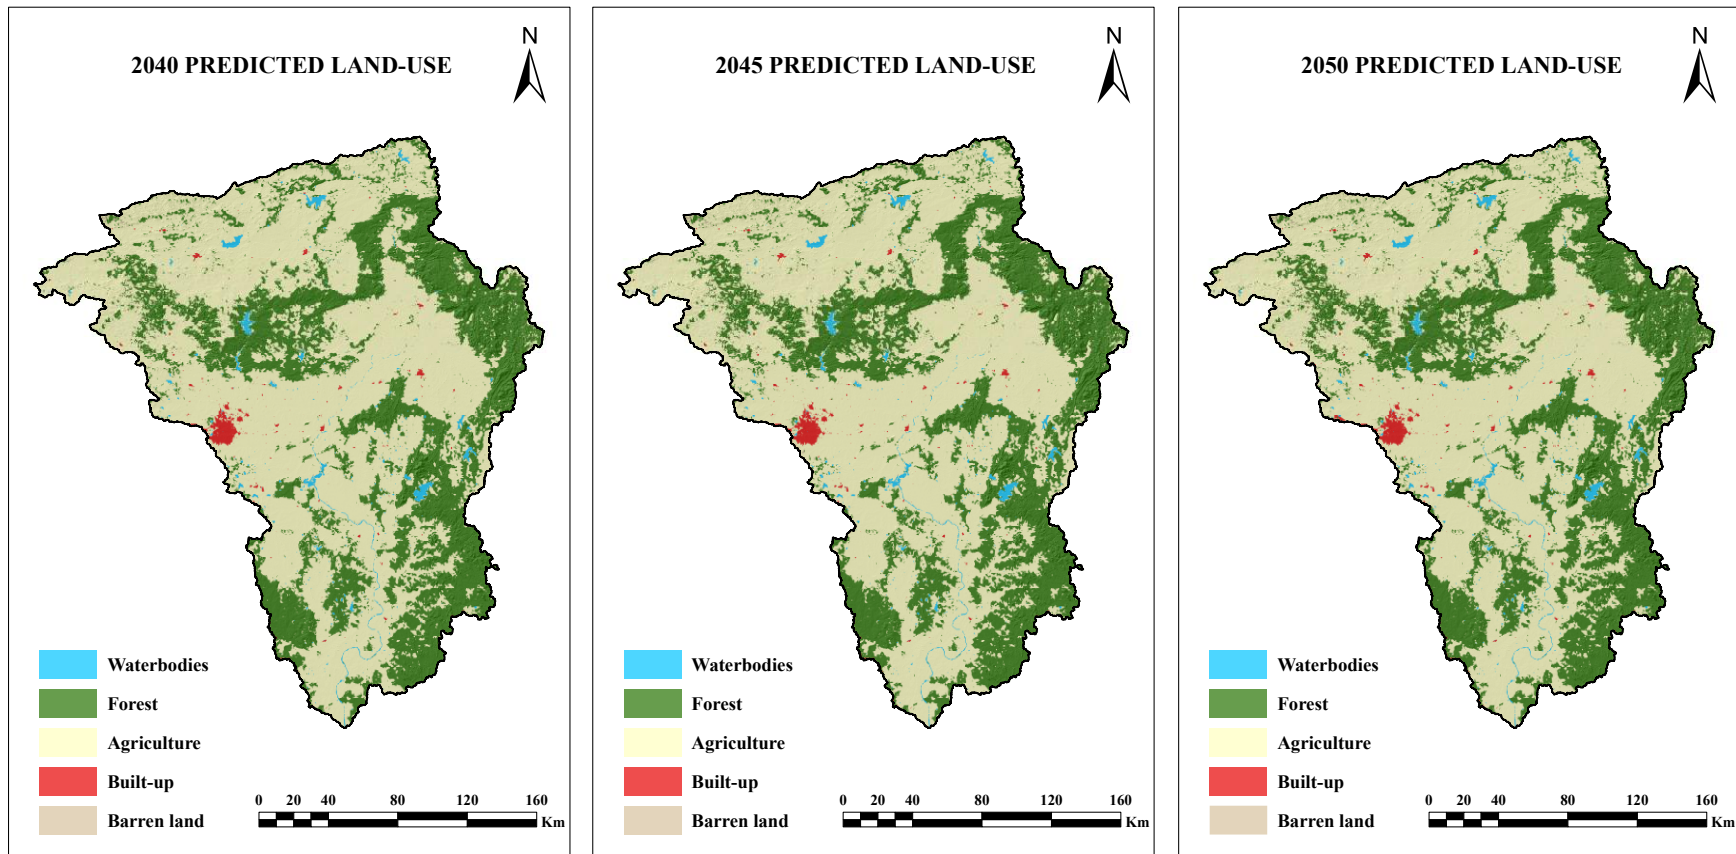 N
2040 PREDICTED LAND-USE
Waterbodies
Forest
Agriculture
Built-up
Barren land
0 20 40 80 120 160
Km
N
2045 PREDICTED LAND-USE
Waterbodies
Forest
Agriculture
Built-up
Barren land
0 20 40 80 120 160
Km
N
2050 PREDICTED LAND-USE
Waterbodies
Forest
Agriculture
Built-up
Barren land
0 20 40 80 120 160
Km